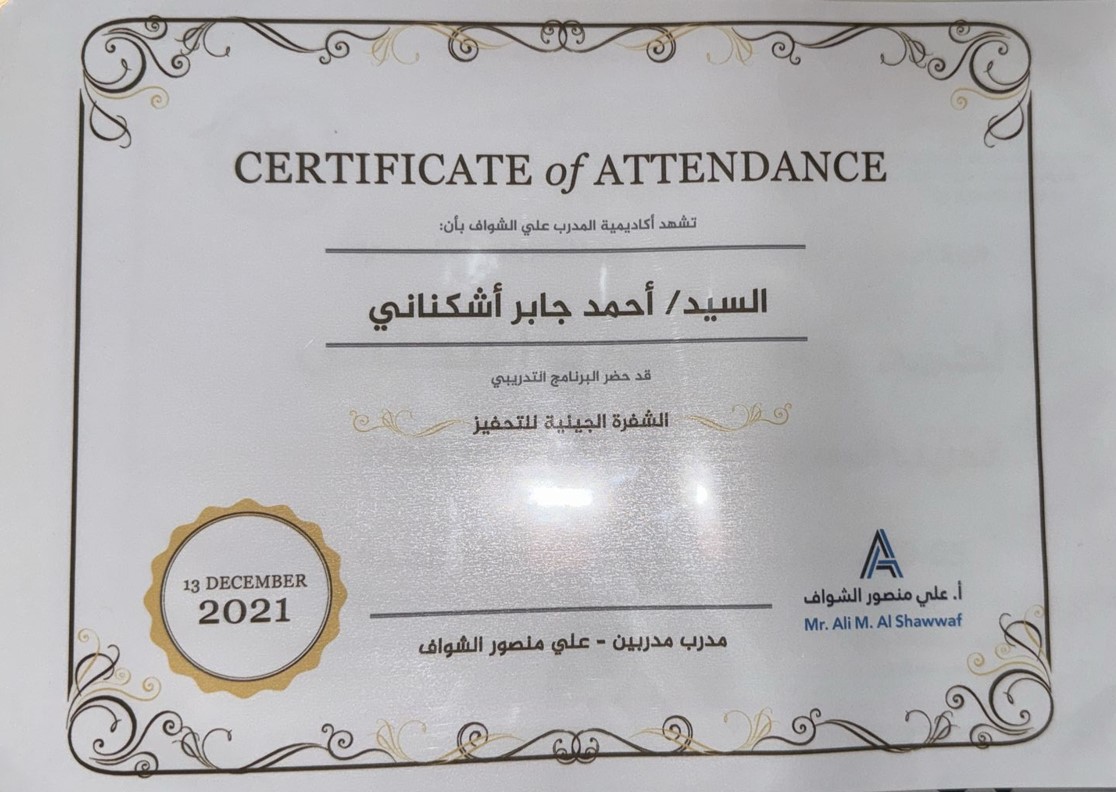 CERTIFICATE of ATTENDANCE
تشهد أكاديمية المدرب علي الشواف بأن:
السيد/ أحمد جابر أشكناني
قد حضر البرنامج التدريبي
الشفرة الجينية للتحفيز
13 DECEMBER
2021
مدرب مدربين - علي منصور الشواف
أ. علي منصور الشواف
Mr. Ali M. Al Shawwaf